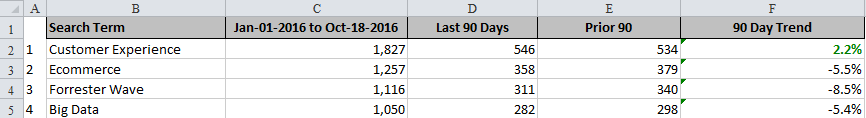 A B C D E F
1 Search Term Jan-01-2016 to Oct-18-2016 Last 90 Days Prior 90 90 Day Trend
2 1 Customer Experience 1,827 546 534 2.2%
3 2 Ecommerce 1,257 358 379 -5.5%
4 3 Forrester Wave 1,116 311 340 -8.5%
5 4 Big Data 1,050 282 298 -5.4%